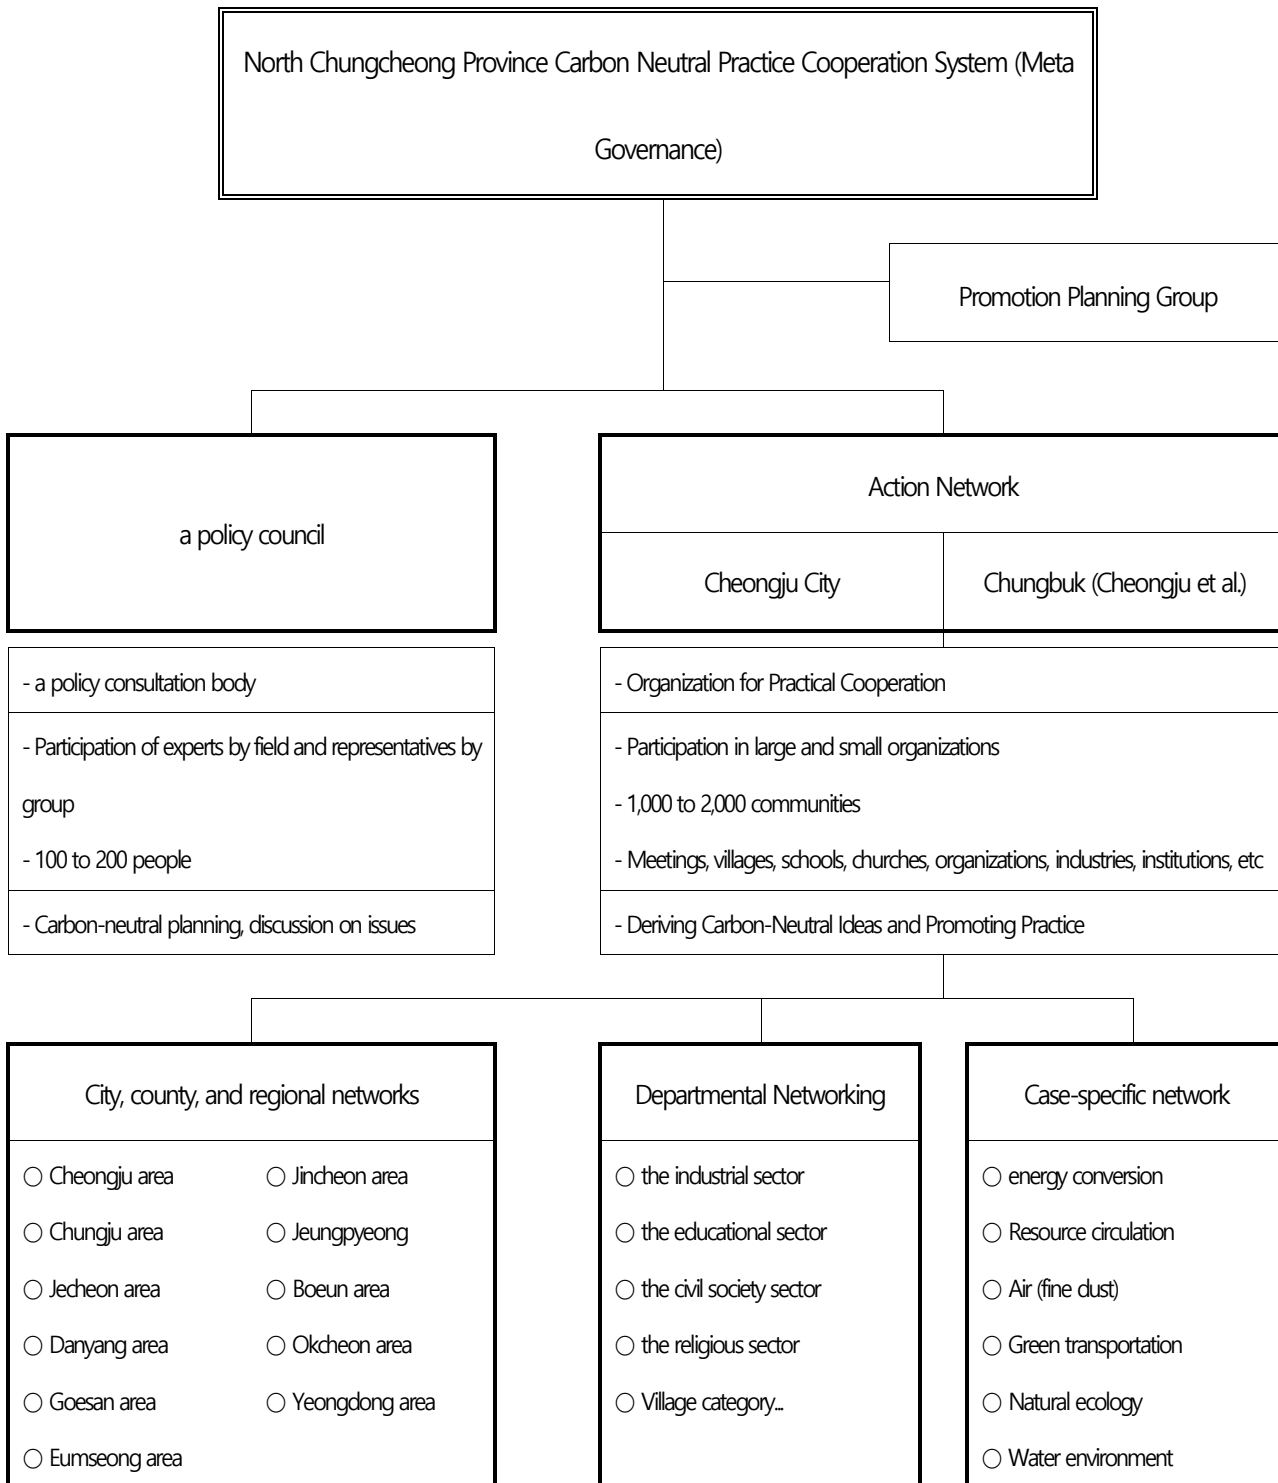 North Chungcheong Province Carbon Neutral Practice Cooperation System (Meta
Governance)
Promotion Planning Group
a policy council
Action Network
Cheongju City
Chungbuk (Cheongju et al.)
- a policy consultation body
- Participation of experts by field and representatives by
group
- 100 to 200 people
- Carbon-neutral planning, discussion on issues
- Organization for Practical Cooperation
- Participation in large and small organizations
- 1,000 to 2,000 communities
- Meetings, villages, schools, churches, organizations, industries, institutions, etc
- Deriving Carbon-Neutral Ideas and Promoting Practice
City, county, and regional networks
○ Cheongju area
○ Chungju area
○ Jecheon area
○ Danyang area
○ Goesan area
○ Eumseong area
○ Jincheon area
○ Jeungpyeong
○ Boeun area
○ Okcheon area
○ Yeongdong area
Departmental Networking
○ the industrial sector
○ the educational sector
○ the civil society sector
○ the religious sector
○ Village category...
Case-specific network
○ energy conversion
○ Resource circulation
○ Air (fine dust)
○ Green transportation
○ Natural ecology
○ Water environment